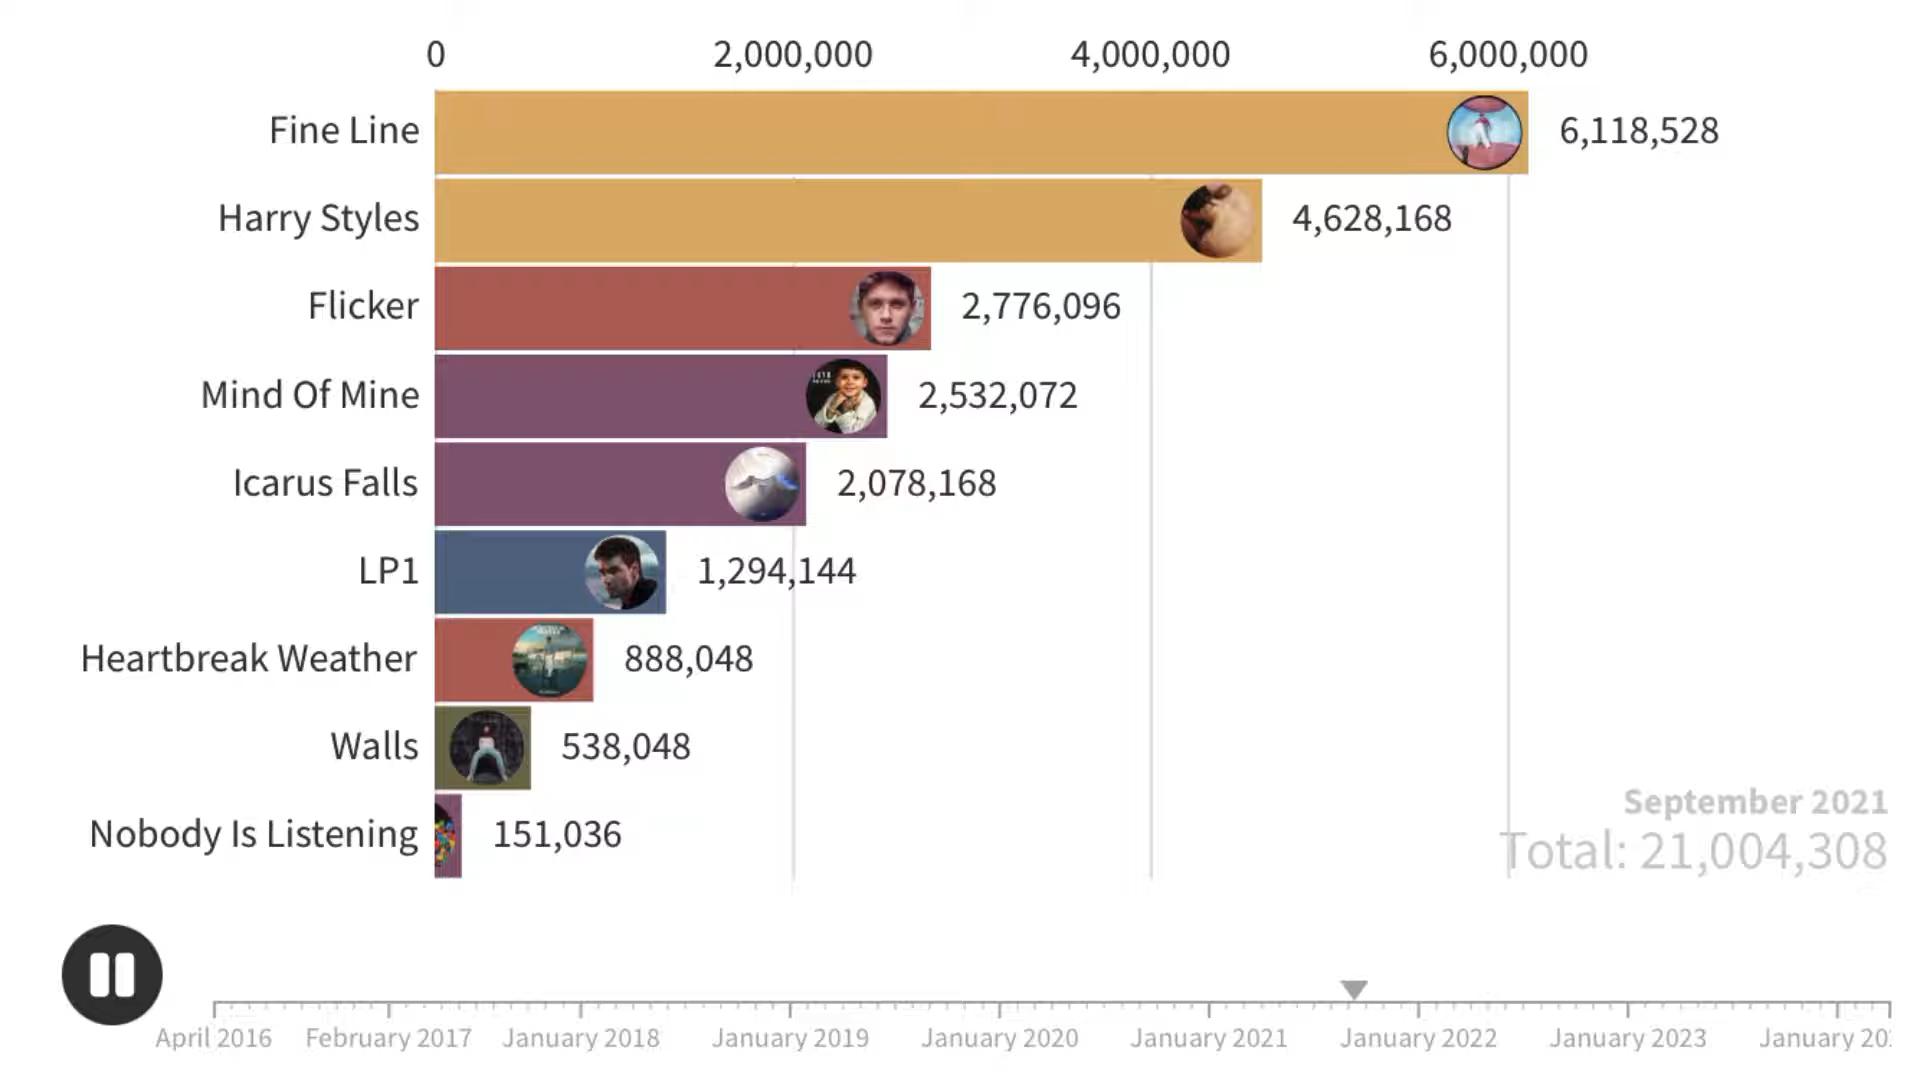 0 2,000,000 4,000,000 6,000,000
Fine Line 6,118,528
Harry Styles 4,628,168
Flicker 2,776,096
Mind Of Mine 2,532,072
Icarus Falls 2,078,168
LP1 1,294,144
Heartbreak Weather 888,048
Walls 538,048
Nobody Is Listening 151,036
September 2021
Total: 21,004,308
April 2016 February 2017 January 2018 January 2019 January 2020 January 2021 January 2022 January 2023 January 20